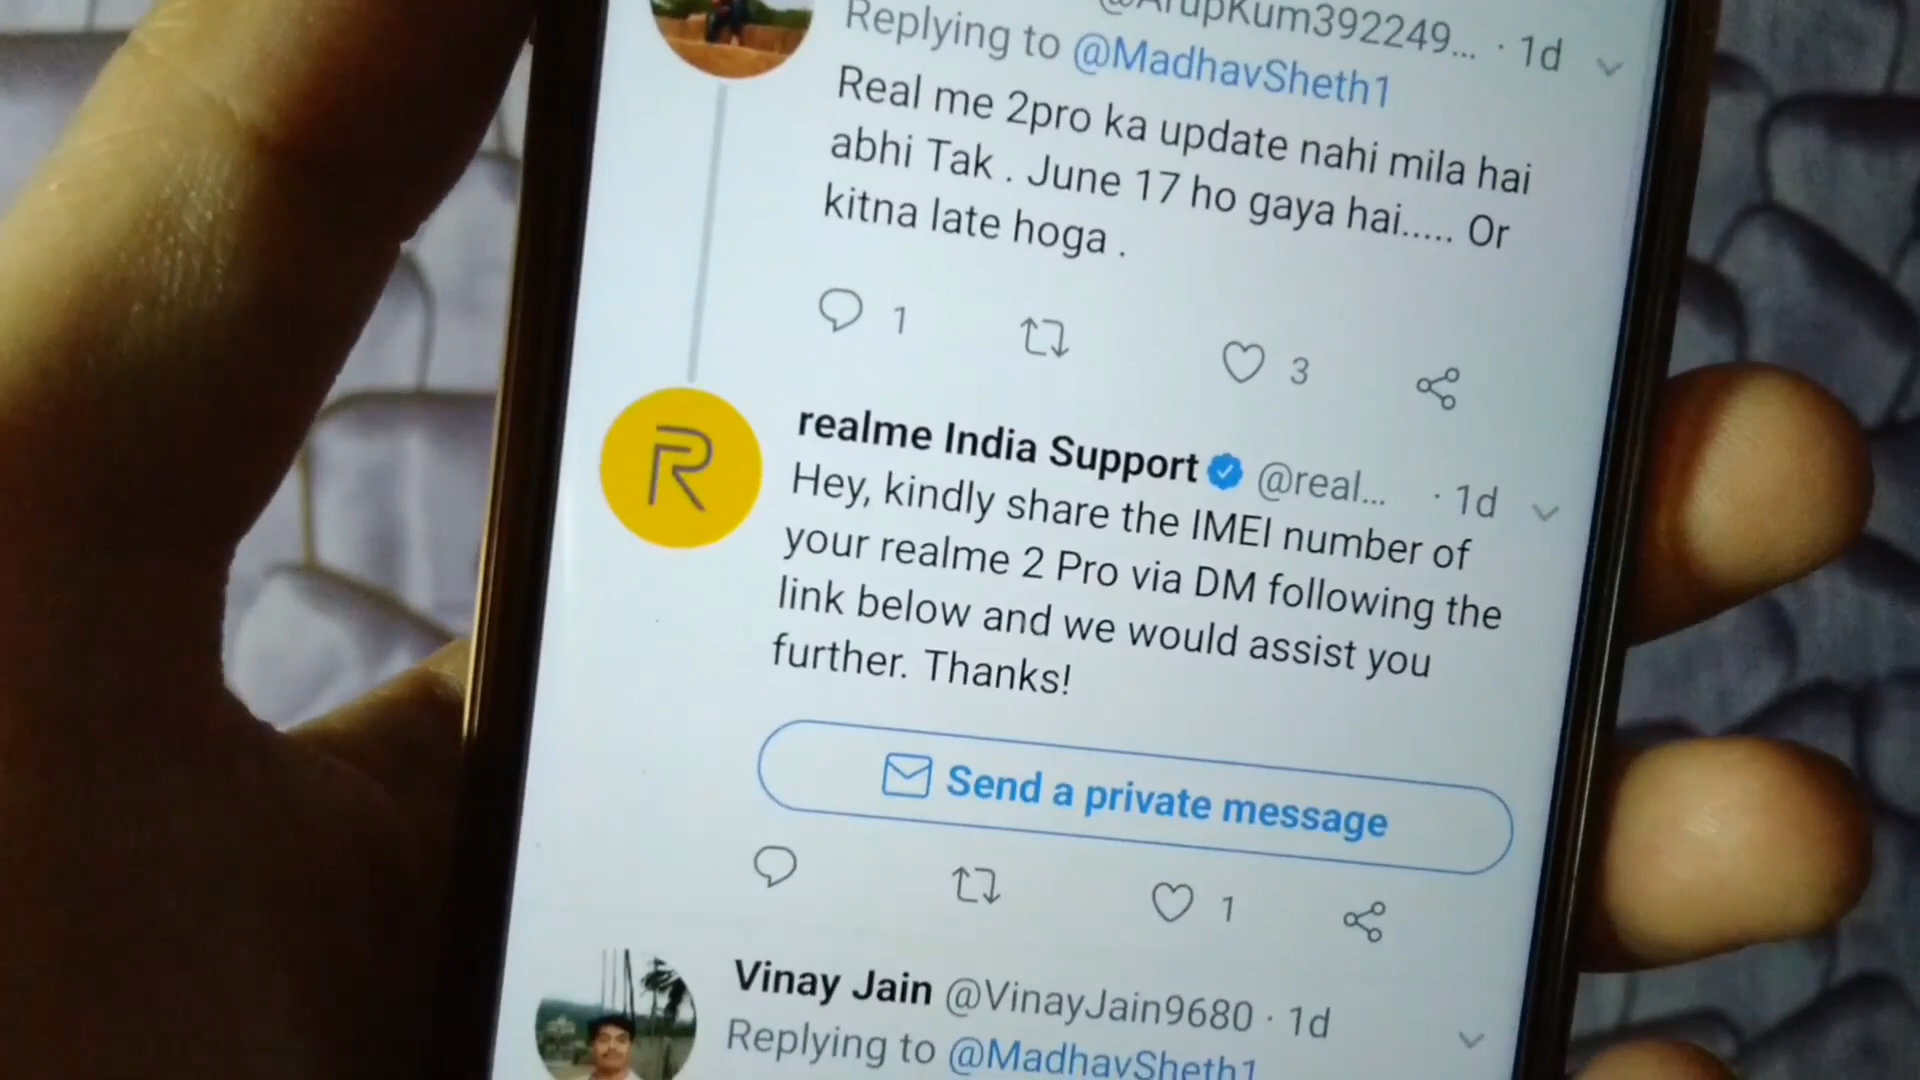 @ArupKum392249... · 1d
Replying to @MadhavSheth1
Real me 2pro ka update nahi mila hai
abhi Tak . June 17 ho gaya hai..... Or
kitna late hoga .
1
3
realme India Support @real... · 1d
Hey, kindly share the IMEI number of
your realme 2 Pro via DM following the
link below and we would assist you
further. Thanks!
Send a private message
1
Vinay Jain @VinayJain9680 · 1d
Replying to @MadhavSheth1